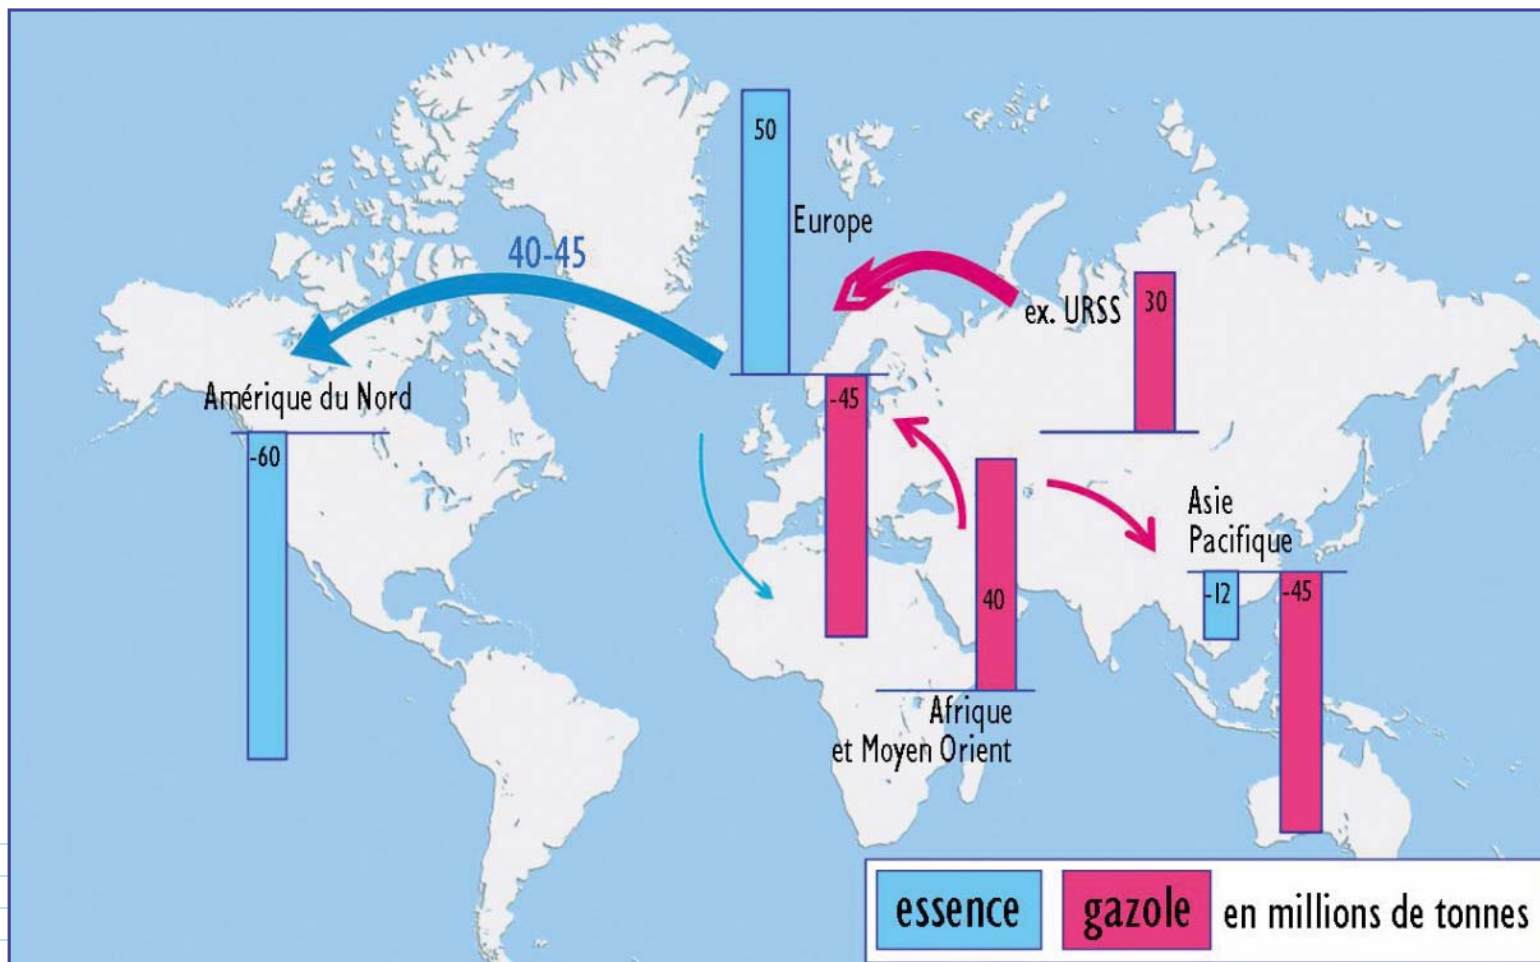 50
Europe
40-45
ex. URSS
30
Amérique du Nord
-45
-60
Asie
Pacifique
-12
-45
40
Afrique
et Moyen Orient
essence
gazole
en millions de tonnes